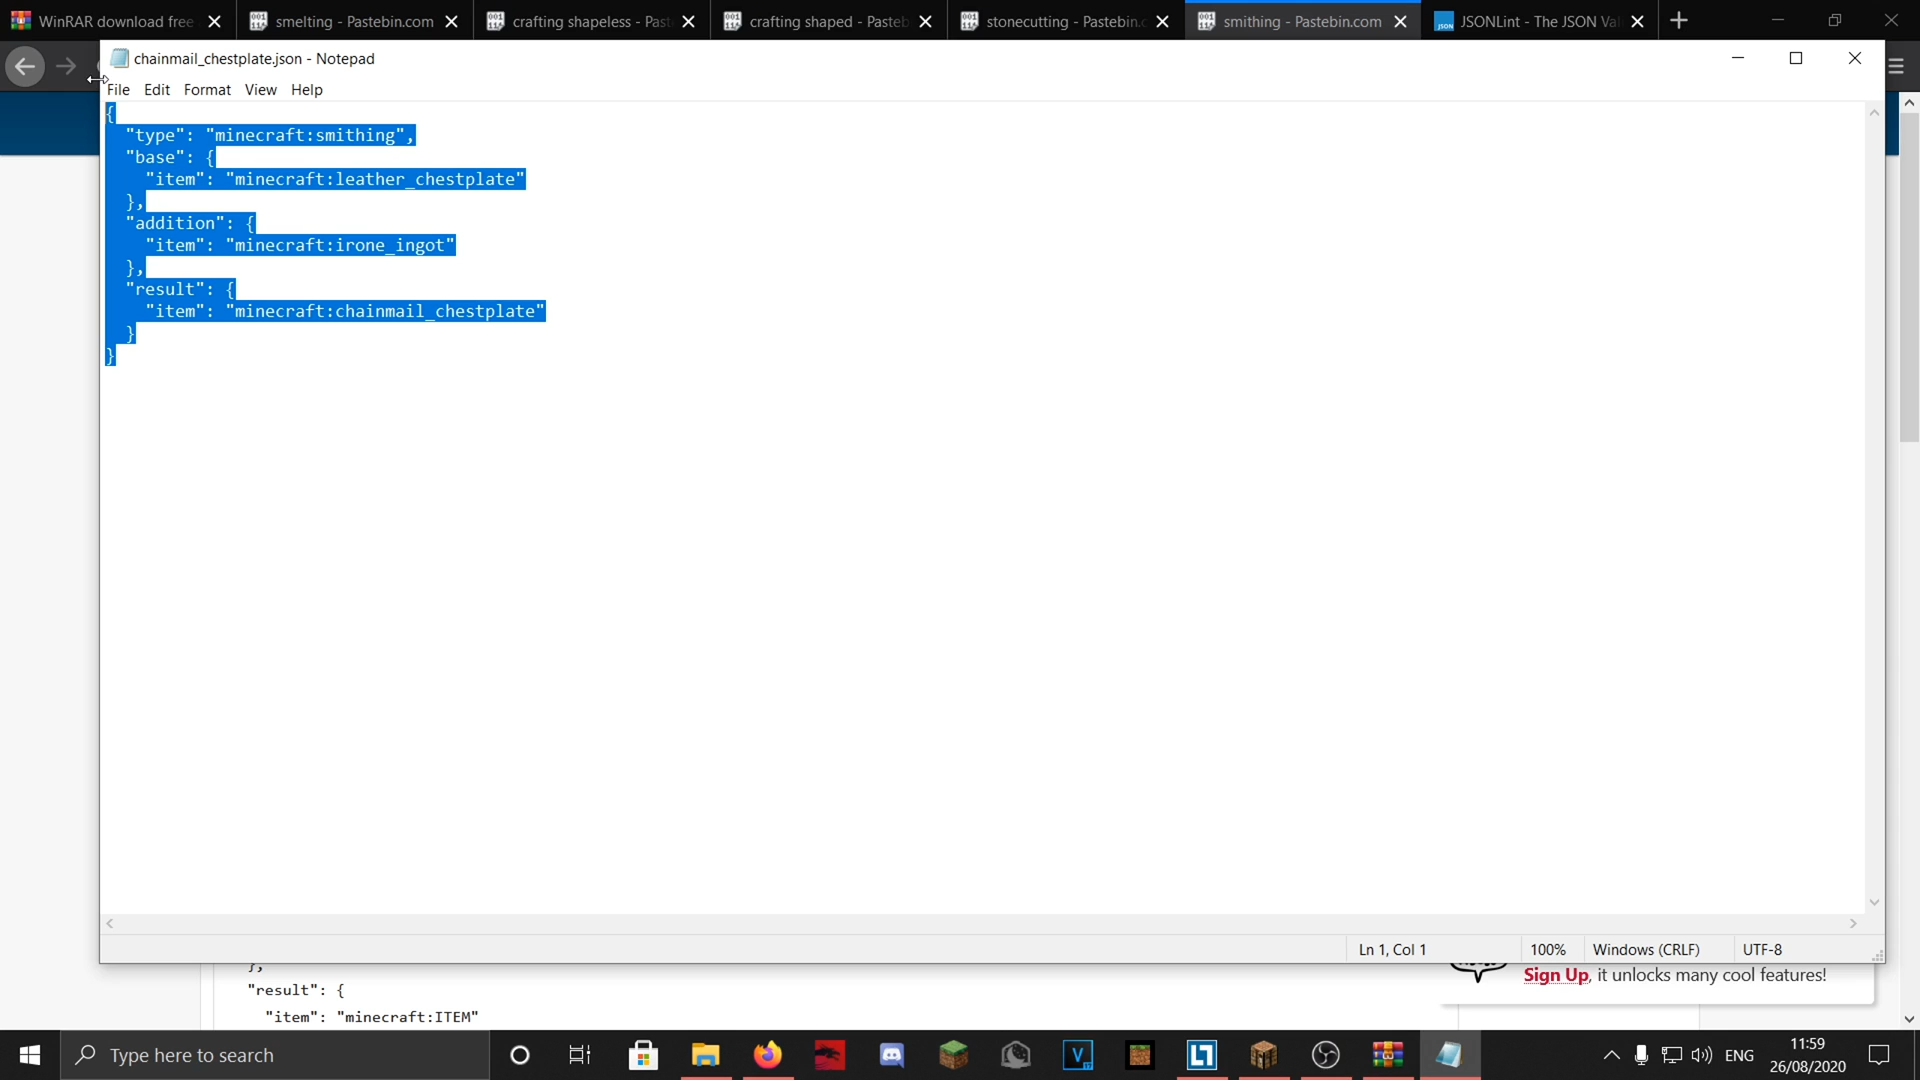 WinRAR download free
smelting - Pastebin.com
crafting shapeless - Past
crafting shaped - Pasteb
stonecutting - Pastebin.c
smithing - Pastebin.com
JSONLint - The JSON Val
chainmail_chestplate.json - Notepad
File Edit Format View Help
{
"type": "minecraft:smithing",
"base": {
"item": "minecraft:leather_chestplate"
},
"addition": {
"item": "minecraft:irone_ingot"
},
"result": {
"item": "minecraft:chainmail_chestplate"
}
}
Ln 1, Col 1
100%
Windows (CRLF)
UTF-8
},
"result": {
"item": "minecraft:ITEM"
Sign Up, it unlocks many cool features!
Type here to search
ENG
11:59
26/08/2020